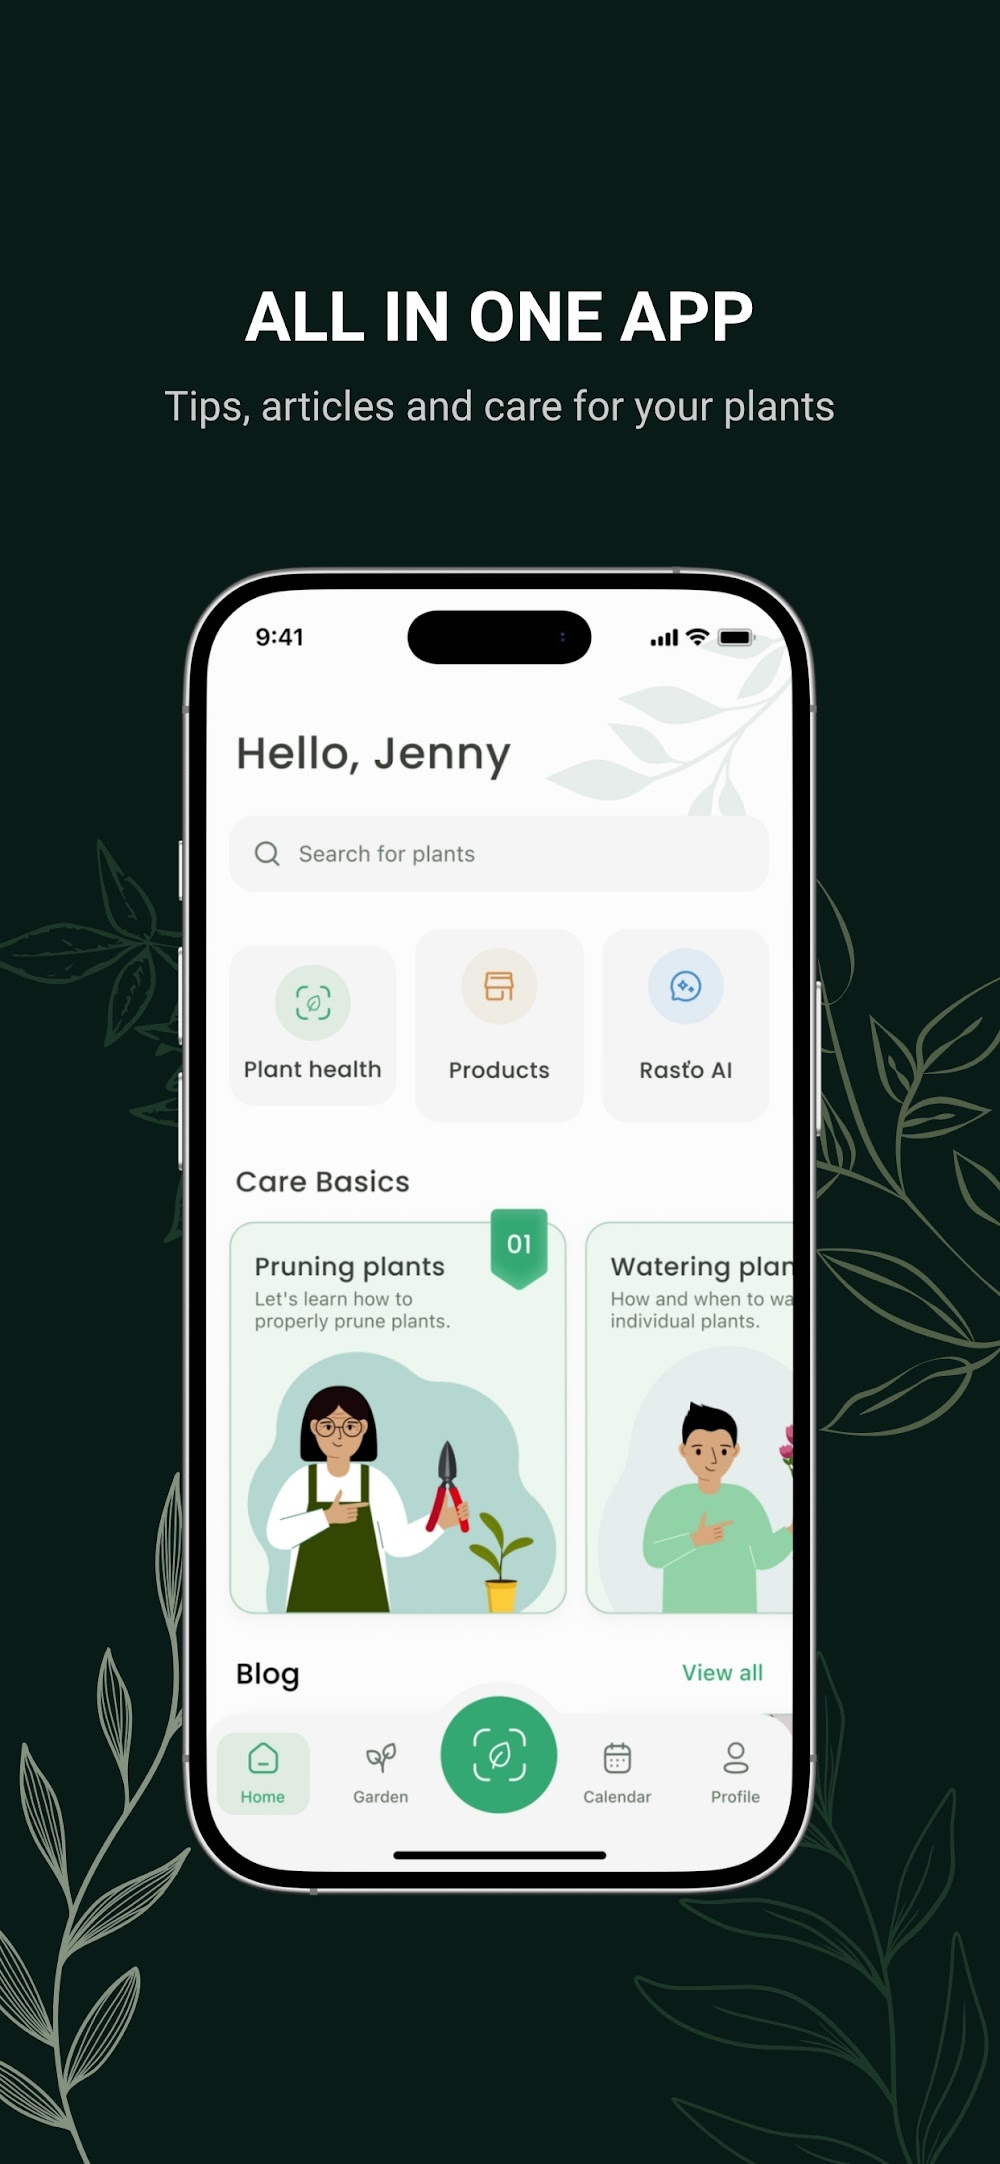 ALL IN ONE APP
Tips, articles and care for your plants
9:41
Hello, Jenny
Search for plants
Plant health
Products
Rasťo AI
Care Basics
01
Pruning plants
Let's learn how to
properly prune plants.
Watering plan
How and when to wa
individual plants.
Blog
View all
Home
Garden
Calendar
Profile